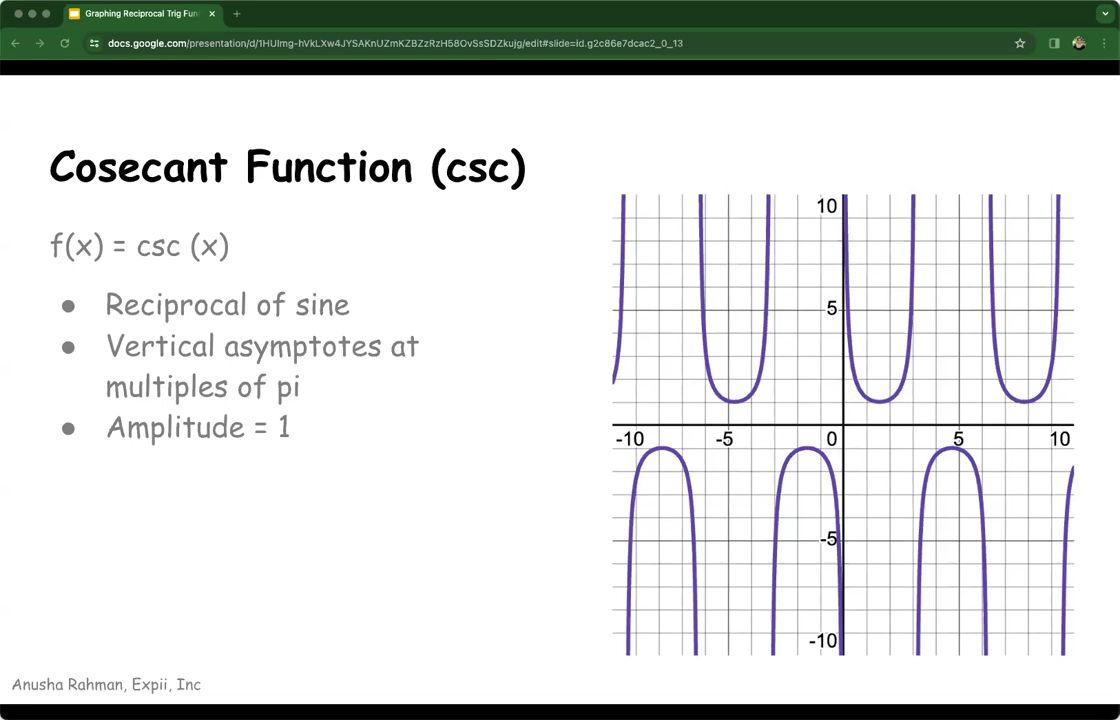 Graphing Reciprocal Trig Fun
docs.google.com/presentation/d/1HUImg-hVkLXw4JYSAKnUZmKZBZzRzH58OvSsSDZkujg/edit#slide=id.g2c86e7dcac2_0_13
Cosecant Function (csc)
f(x) = csc (x)
● Reciprocal of sine
● Vertical asymptotes at
multiples of pi
● Amplitude = 1
10
5
-10 -5 0 5 10
-5
-10
Anusha Rahman, Expii, Inc